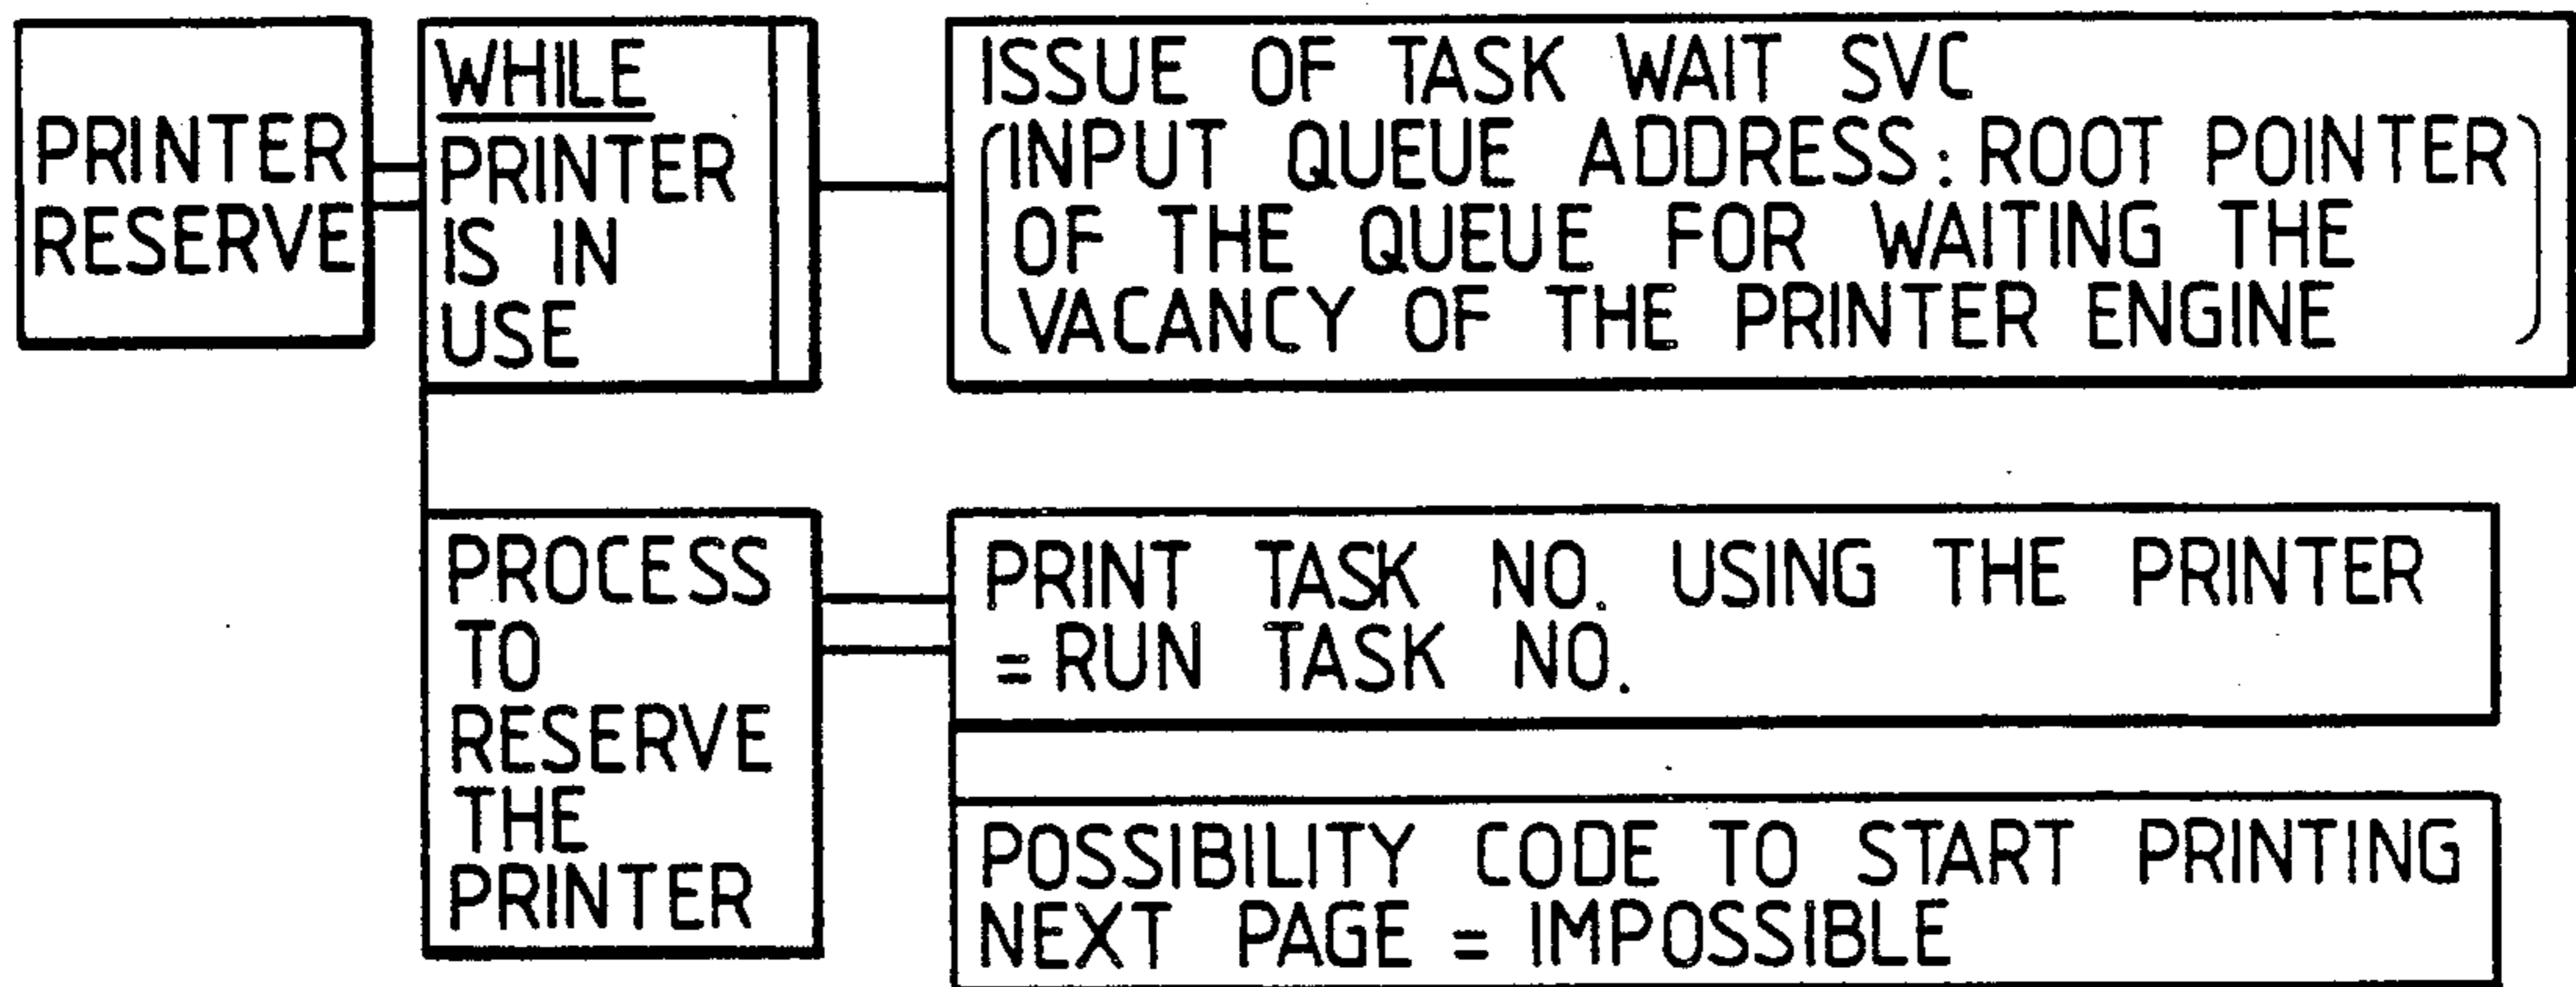 PRINTER
RESERVE
WHILE
PRINTER
IS IN
USE
ISSUE OF TASK WAIT SVC
(INPUT QUEUE ADDRESS: ROOT POINTER
OF THE QUEUE FOR WAITING THE
VACANCY OF THE PRINTER ENGINE)
PROCESS
TO
RESERVE
THE
PRINTER
PRINT TASK NO. USING THE PRINTER
= RUN TASK NO.
POSSIBILITY CODE TO START PRINTING
NEXT PAGE = IMPOSSIBLE